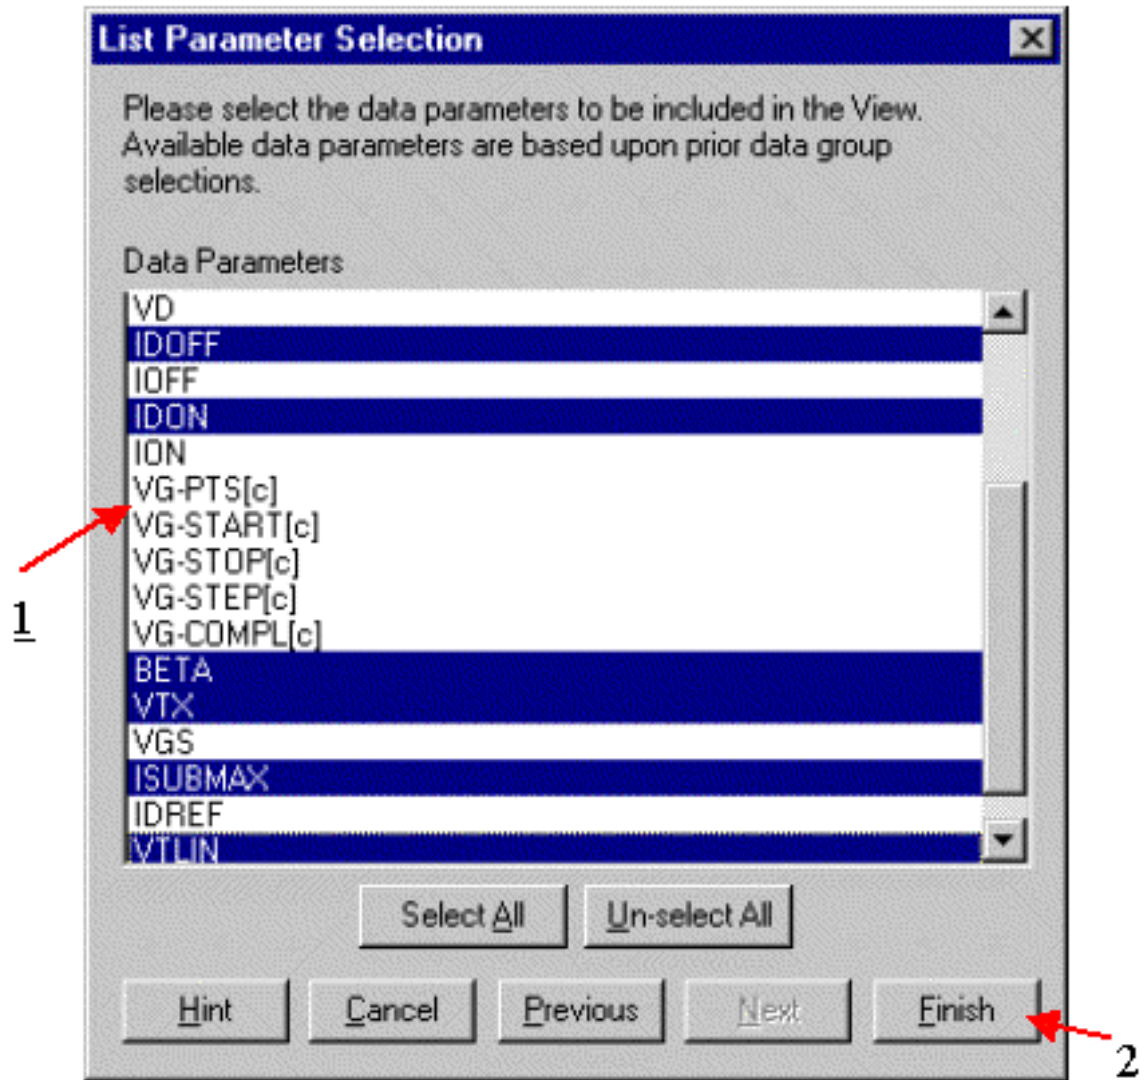 List Parameter Selection
Please select the data parameters to be included in the View.
Available data parameters are based upon prior data group
selections.
Data Parameters
VD
IDOFF
IOFF
IDON
ION
VG-PTS[c]
VG-START[c]
VG-STOP[c]
VG-STEP[c]
VG-COMPL[c]
BETA
VTX
VGS
ISUBMAX
IDREF
VTLIN
1
Select All
Un-select All
Hint
Cancel
Previous
Next
Finish
2